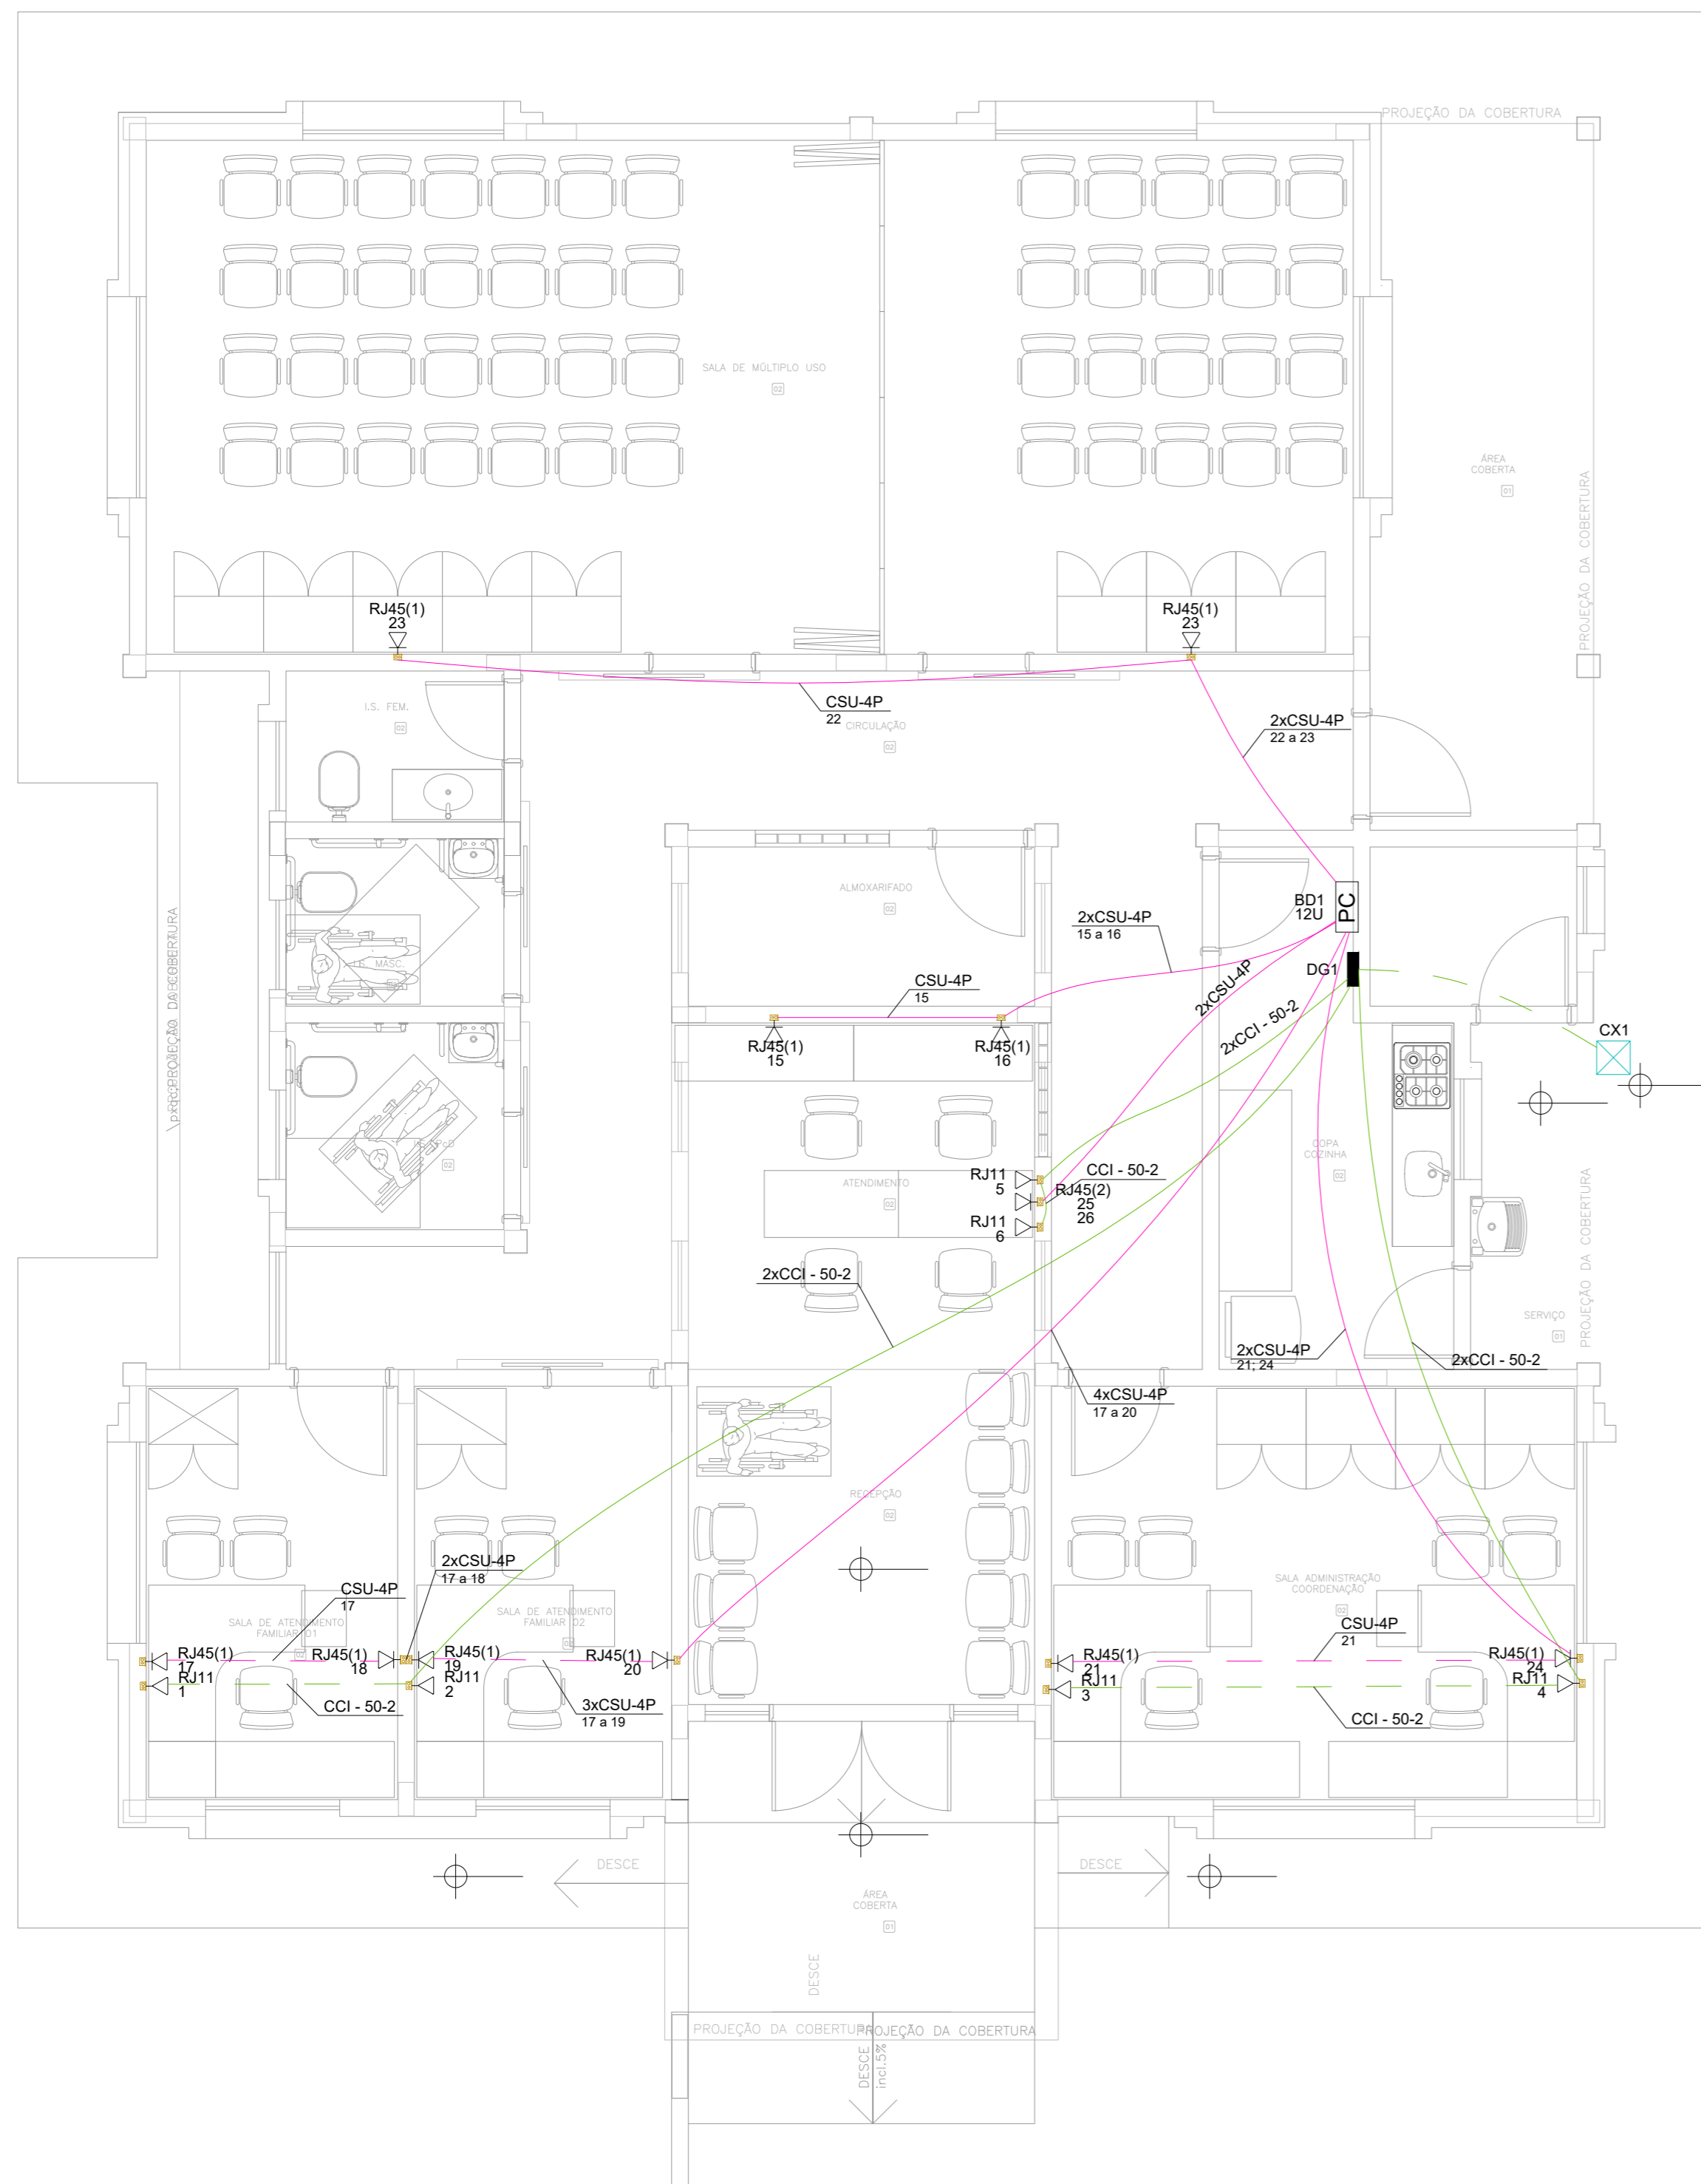 PROJEÇÃO DA COBERTURA
SALA DE MÚLTIPLO USO
02
ÁREA
COBERTA
01
PROJEÇÃO DA COBERTURA
RJ45(1)
23
RJ45(1)
23
CSU-4P
22
I.S. FEM.
02
CIRCULAÇÃO
02
2xCSU-4P
22 a 23
ALMOXARIFADO
02
BD1
12U
PC
2xCSU-4P
15 a 16
MASC.
PROJEÇÃO DA COBERTURA
DG1
2xCSU-4P
CSU-4P
15
2xCCI - 50-2
CX1
RJ45(1)
15
RJ45(1)
16
02
COPA
COZINHA
02
ATENDIMENTO
02
RJ11
5
CCI - 50-2
RJ45(2)
25
26
RJ11
6
PROJEÇÃO DA COBERTURA
2xCCI - 50-2
SERVIÇO
01
2xCSU-4P
21; 24
2xCCI - 50-2
4xCSU-4P
17 a 20
RECEPÇÃO
02
2xCSU-4P
17 a 18
CSU-4P
17
SALA DE ATENDIMENTO
FAMILIAR 01
02
SALA DE ATENDIMENTO
FAMILIAR 02
02
SALA ADMINISTRAÇÃO
COORDENAÇÃO
02
CSU-4P
21
RJ45(1)
17
RJ11
1
RJ45(1)
18
RJ45(1)
19
RJ11
2
RJ45(1)
20
RJ45(1)
21
RJ11
3
RJ45(1)
24
RJ11
4
CCI - 50-2
3xCSU-4P
17 a 19
CCI - 50-2
DESCE
DESCE
ÁREA
COBERTA
01
DESCE
PROJEÇÃO DA COBERTURA
PROJEÇÃO DA COBERTURA
DESCE
incl.5%